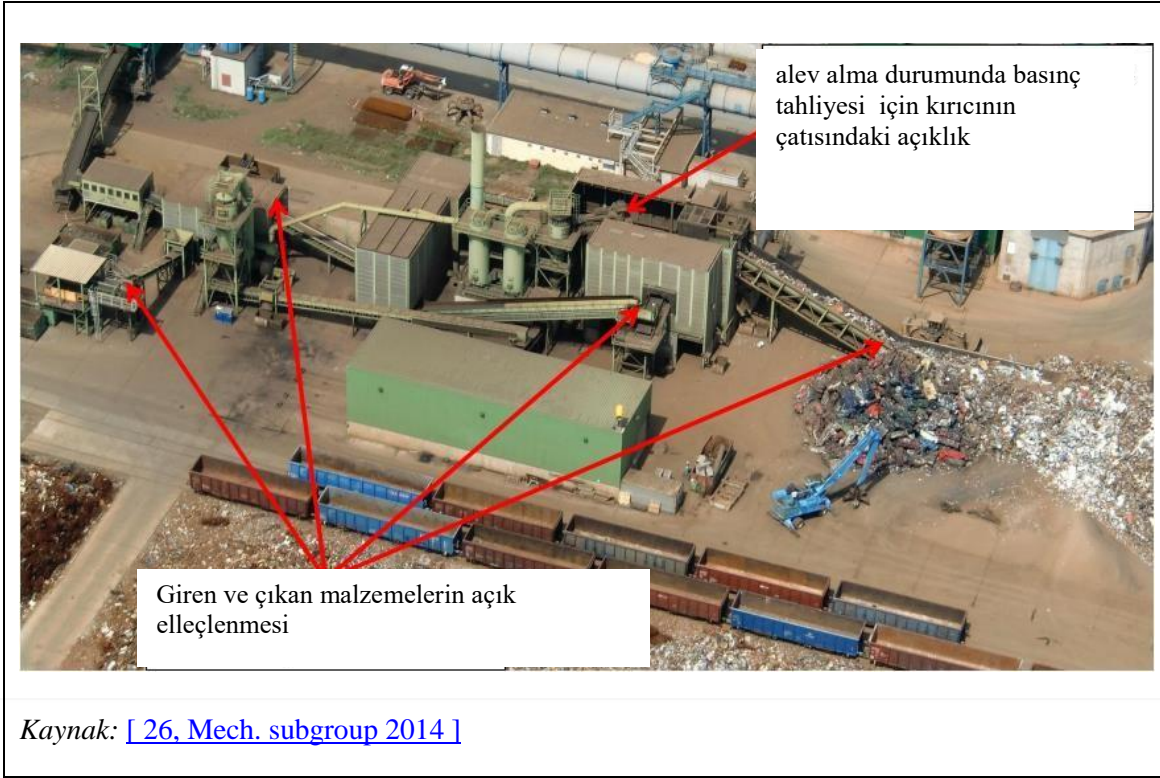 alev alma durumunda basınç
tahliyesi  için kırıcının
çatısındaki açıklık
Giren ve çıkan malzemelerin açık
elleçlenmesi
Kaynak: [ 26, Mech. subgroup 2014 ]